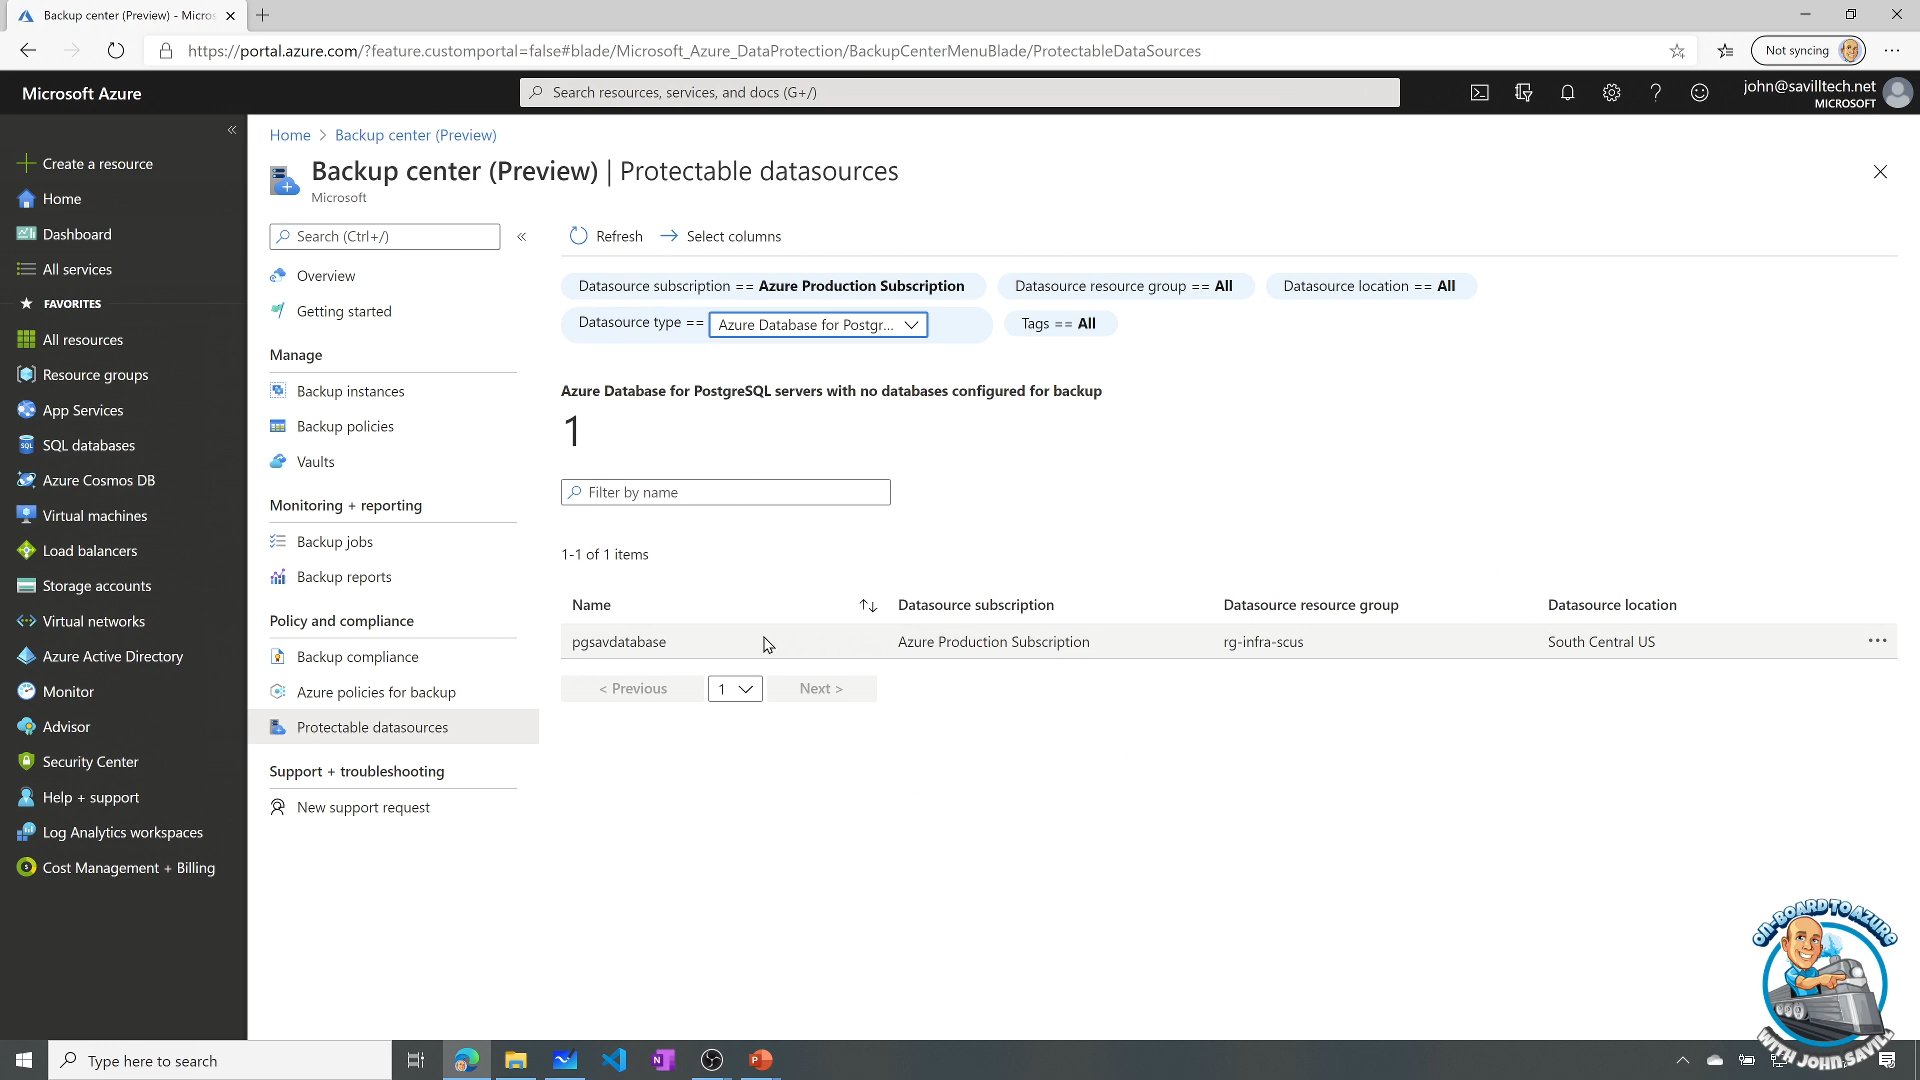 Backup center (Preview) - Micros
https://portal.azure.com/?feature.customportal=false#blade/Microsoft_Azure_DataProtection/BackupCenterMenuBlade/ProtectableDataSources
Not syncing
Microsoft Azure
Search resources, services, and docs (G+/)
john@savilltech.net
MICROSOFT
Create a resource
Home
Dashboard
All services
FAVORITES
All resources
Resource groups
App Services
SQL databases
Azure Cosmos DB
Virtual machines
Load balancers
Storage accounts
Virtual networks
Azure Active Directory
Monitor
Advisor
Security Center
Help + support
Log Analytics workspaces
Cost Management + Billing
Home > Backup center (Preview)
Backup center (Preview) | Protectable datasources
Microsoft
Search (Ctrl+/)
Overview
Getting started
Manage
Backup instances
Backup policies
Vaults
Monitoring + reporting
Backup jobs
Backup reports
Policy and compliance
Backup compliance
Azure policies for backup
Protectable datasources
Support + troubleshooting
New support request
Refresh Select columns
Datasource subscription == Azure Production Subscription Datasource resource group == All Datasource location == All
Datasource type == Azure Database for Postgr... Tags == All
Azure Database for PostgreSQL servers with no databases configured for backup
1
Filter by name
1-1 of 1 items
Name Datasource subscription Datasource resource group Datasource location
pgsavdatabase Azure Production Subscription rg-infra-scus South Central US
< Previous 1 Next >
ON-BOARD TO AZURE
WITH JOHN SAVILL
Type here to search